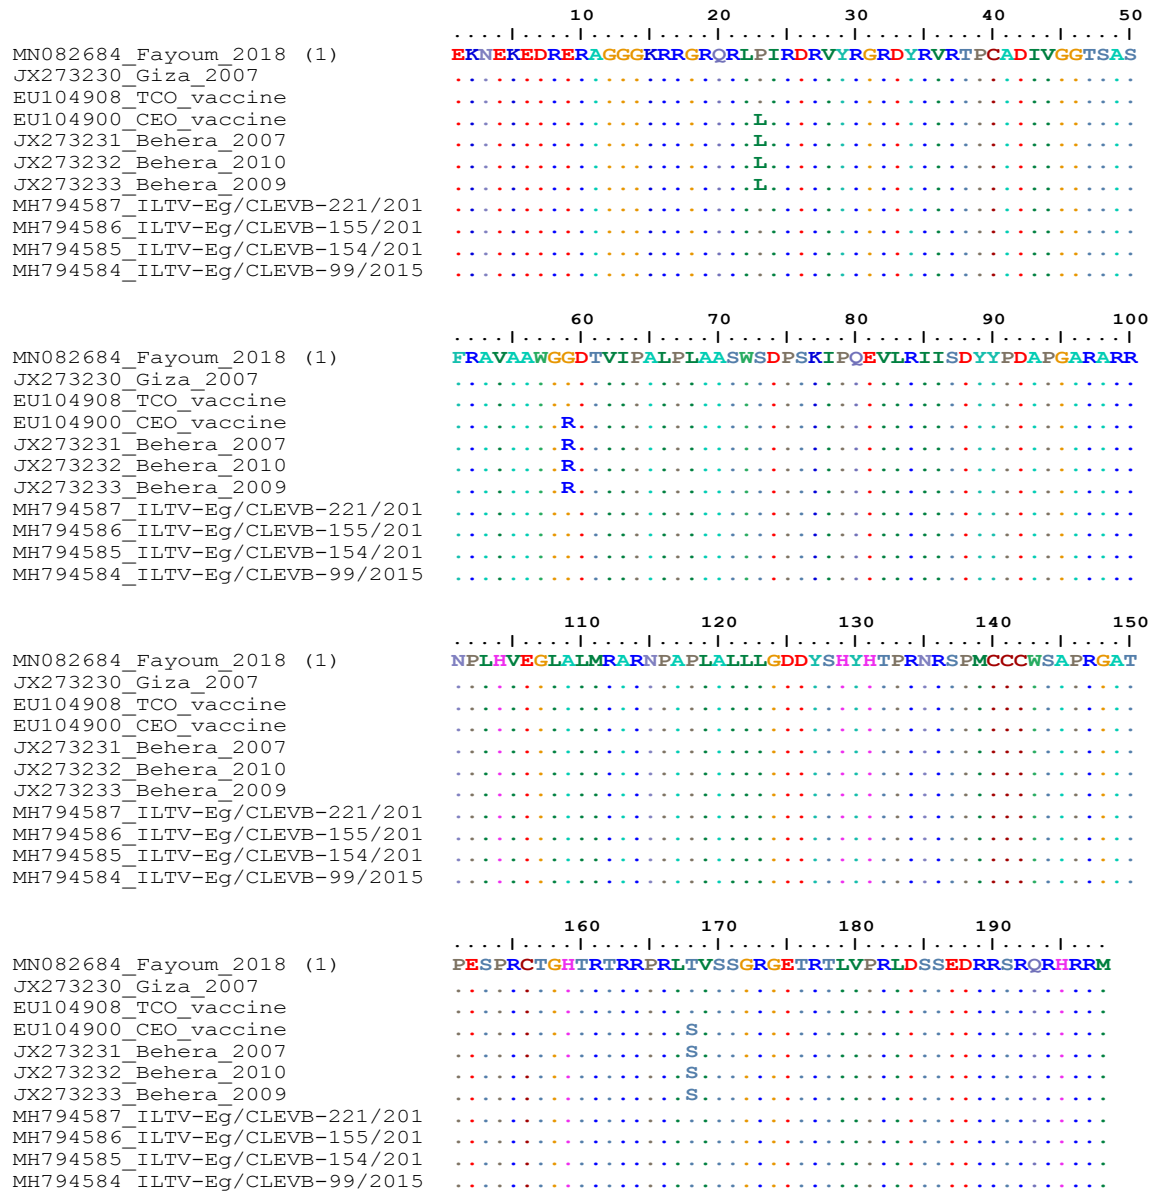 10 20 30 40 50
....|....|....|....|....|....|....|....|....|....|
MN082684_Fayoum_2018 (1) EKNEKEDRERAGGGKRRGRQRLPIRDRVYRGRDYRVRTPCADIVGGTSAS
JX273230_Giza_2007 ..................................................
EU104908_TCO_vaccine ..................................................
EU104900_CEO_vaccine ......................L...........................
JX273231_Behera_2007 ......................L...........................
JX273232_Behera_2010 ......................L...........................
JX273233_Behera_2009 ......................L...........................
MH794587_ILTV-Eg/CLEVB-221/201 ..................................................
MH794586_ILTV-Eg/CLEVB-155/201 ..................................................
MH794585_ILTV-Eg/CLEVB-154/201 ..................................................
MH794584_ILTV-Eg/CLEVB-99/2015 ..................................................
60 70 80 90 100
....|....|....|....|....|....|....|....|....|....|
MN082684_Fayoum_2018 (1) FRAVAAWGGDTVIPALPLAASWSDPSKIPQEVLRIISDYYPDAPGARARR
JX273230_Giza_2007 ..................................................
EU104908_TCO_vaccine ..................................................
EU104900_CEO_vaccine ........R.........................................
JX273231_Behera_2007 ........R.........................................
JX273232_Behera_2010 ........R.........................................
JX273233_Behera_2009 ........R.........................................
MH794587_ILTV-Eg/CLEVB-221/201 ..................................................
MH794586_ILTV-Eg/CLEVB-155/201 ..................................................
MH794585_ILTV-Eg/CLEVB-154/201 ..................................................
MH794584_ILTV-Eg/CLEVB-99/2015 ..................................................
110 120 130 140 150
....|....|....|....|....|....|....|....|....|....|
MN082684_Fayoum_2018 (1) NPLHVEGLALMRARNPAPLALLLGDDYSHYHTPRNRSPMCCCWSAPRGAT
JX273230_Giza_2007 ..................................................
EU104908_TCO_vaccine ..................................................
EU104900_CEO_vaccine ..................................................
JX273231_Behera_2007 ..................................................
JX273232_Behera_2010 ..................................................
JX273233_Behera_2009 ..................................................
MH794587_ILTV-Eg/CLEVB-221/201 ..................................................
MH794586_ILTV-Eg/CLEVB-155/201 ..................................................
MH794585_ILTV-Eg/CLEVB-154/201 ..................................................
MH794584_ILTV-Eg/CLEVB-99/2015 ..................................................
160 170 180 190
....|....|....|....|....|....|....|....|....|...
MN082684_Fayoum_2018 (1) PESPRCTGHTRTRRPRLTVSSGRGETRTLVPRLDSSEDRRSRQRHRRM
JX273230_Giza_2007 ................................................
EU104908_TCO_vaccine ................................................
EU104900_CEO_vaccine .................S..............................
JX273231_Behera_2007 .................S..............................
JX273232_Behera_2010 .................S..............................
JX273233_Behera_2009 .................S..............................
MH794587_ILTV-Eg/CLEVB-221/201 ................................................
MH794586_ILTV-Eg/CLEVB-155/201 ................................................
MH794585_ILTV-Eg/CLEVB-154/201 ................................................
MH794584_ILTV-Eg/CLEVB-99/2015 ................................................